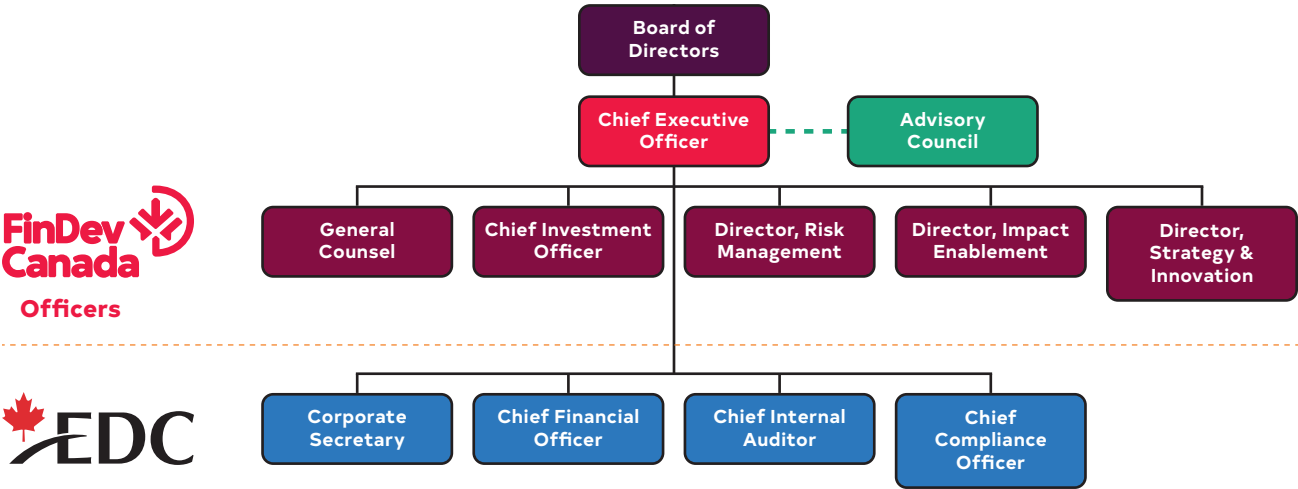 Board of
Directors
Chief Executive
Officer
Advisory
Council
FinDev
Canada
Officers
General
Counsel
Chief Investment
Officer
Director, Risk
Management
Director, Impact
Enablement
Director,
Strategy &
Innovation
EDC
Corporate
Secretary
Chief Financial
Officer
Chief Internal
Auditor
Chief
Compliance
Officer